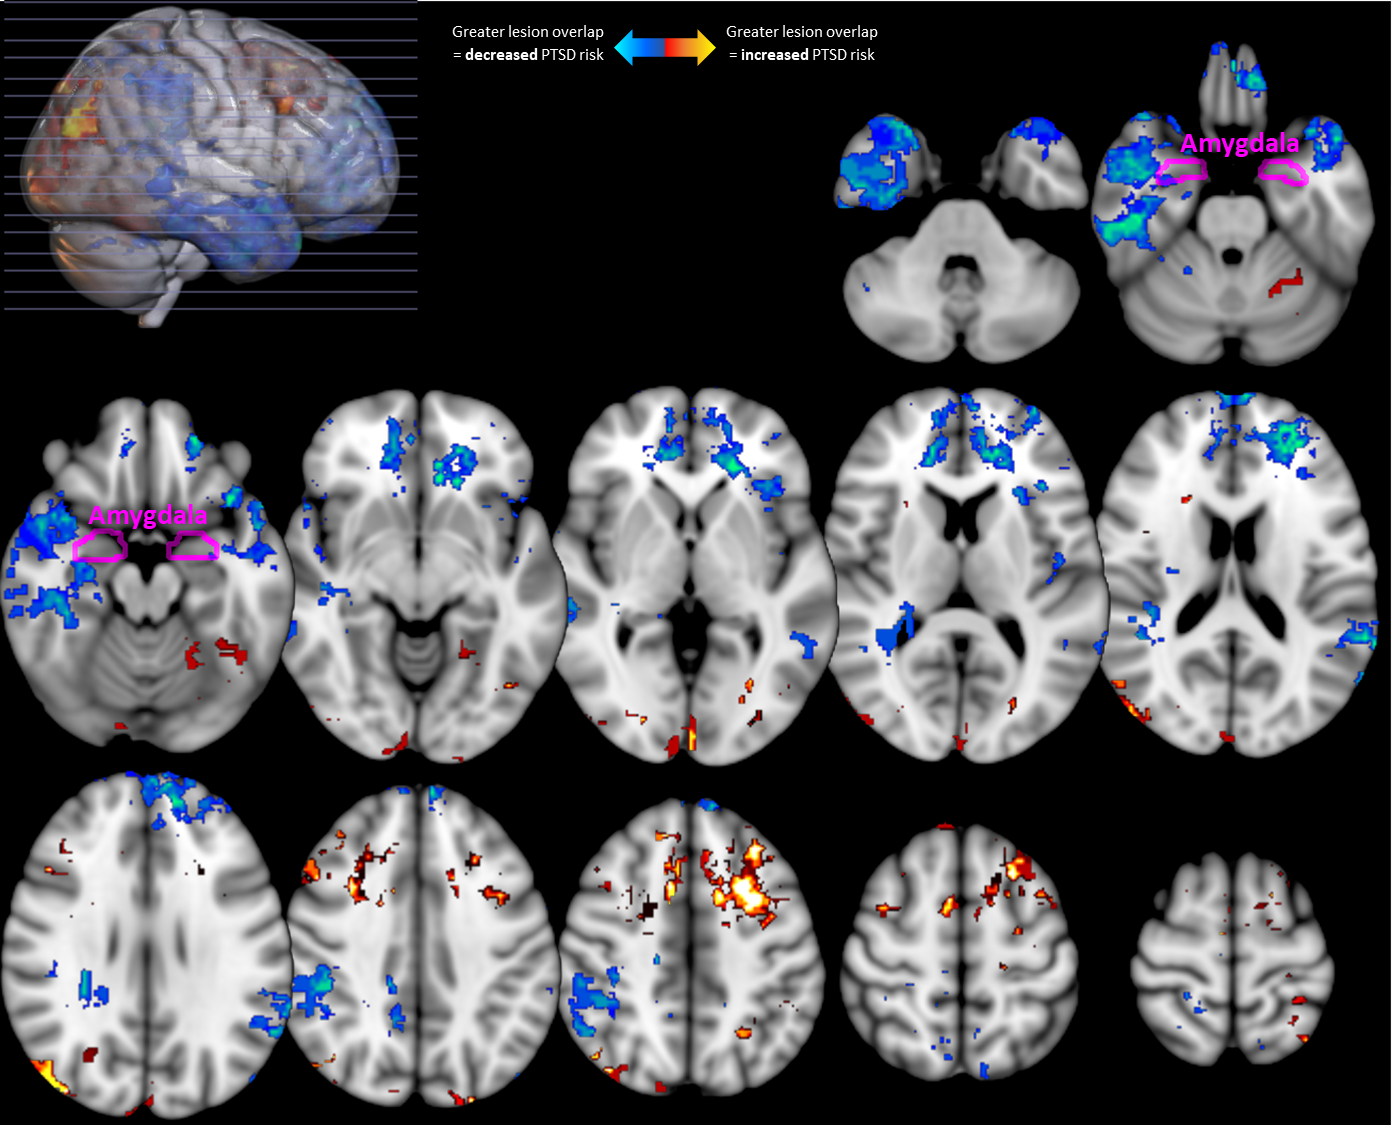 Greater lesion overlap
= decreased PTSD risk
Greater lesion overlap
= increased PTSD risk
Amygdala
Amygdala